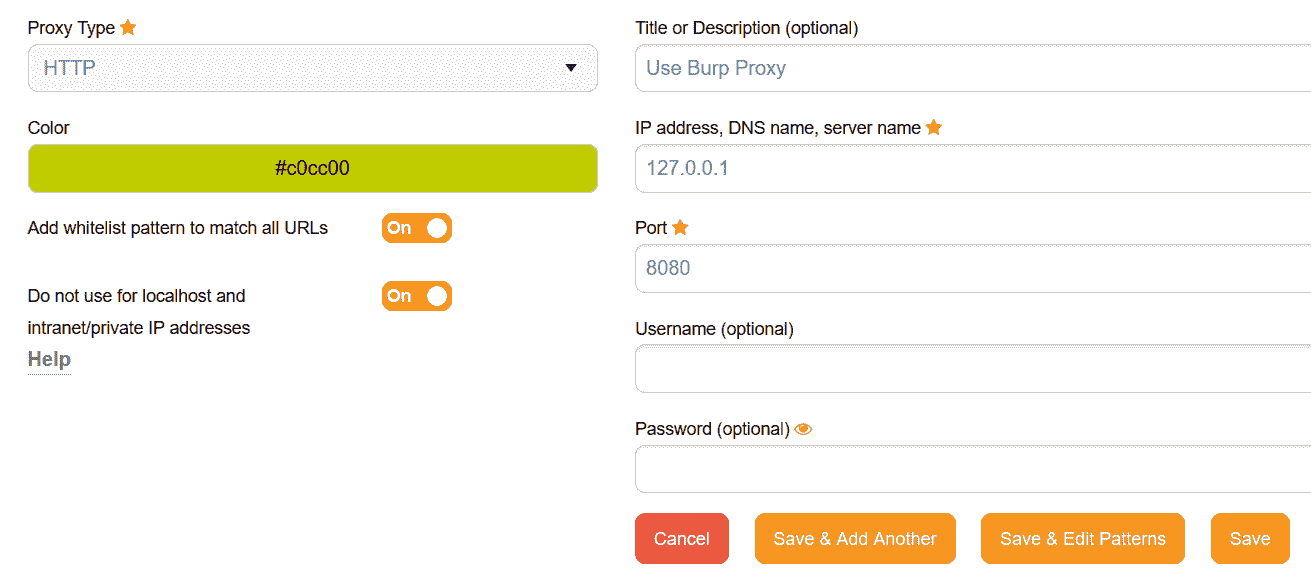 Proxy Type
HTTP
Color
#c0cc00
Add whitelist pattern to match all URLs
On
Do not use for localhost and
intranet/private IP addresses
On
Help
Title or Description (optional)
Use Burp Proxy
IP address, DNS name, server name
127.0.0.1
Port
8080
Username (optional)
Password (optional)
Cancel
Save & Add Another
Save & Edit Patterns
Save